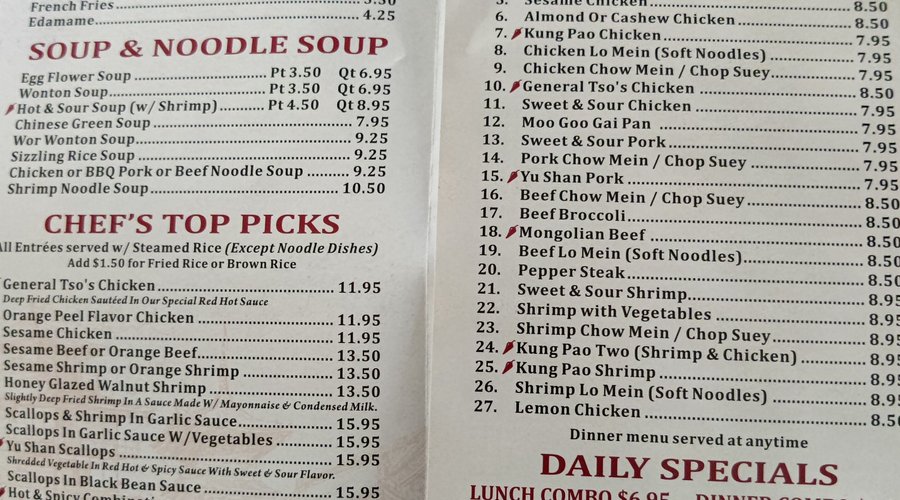 French Fries
Edamame 4.25
SOUP & NOODLE SOUP
Egg Flower Soup Pt 3.50 Qt 6.95
Wonton Soup Pt 3.50 Qt 6.95
Hot & Sour Soup (w/ Shrimp) Pt 4.50 Qt 8.95
Chinese Green Soup 7.95
Wor Wonton Soup 9.25
Sizzling Rice Soup 9.25
Chicken or BBQ Pork or Beef Noodle Soup 9.25
Shrimp Noodle Soup 10.50
CHEF'S TOP PICKS
All Entrées served w/ Steamed Rice (Except Noodle Dishes)
Add $1.50 for Fried Rice or Brown Rice
General Tso's Chicken 11.95
Deep Fried Chicken Sautéed In Our Special Red Hot Sauce
Orange Peel Flavor Chicken 11.95
Sesame Chicken 11.95
Sesame Beef or Orange Beef 13.50
Sesame Shrimp or Orange Shrimp 13.50
Honey Glazed Walnut Shrimp 13.50
Slightly Deep Fried Shrimp In A Sauce Made W/ Mayonnaise & Condensed Milk.
Scallops & Shrimp In Garlic Sauce 15.95
Scallops In Garlic Sauce W/Vegetables 15.95
Yu Shan Scallops 15.95
Shredded Vegetable In Red Hot & Spicy Sauce With Sweet & Sour Flavor.
Scallops In Black Bean Sauce 15.95
Hot & Spicy
5. Sesame Chicken 8.50
6. Almond Or Cashew Chicken 8.50
7. Kung Pao Chicken 7.95
8. Chicken Lo Mein (Soft Noodles) 7.95
9. Chicken Chow Mein / Chop Suey 7.95
10. General Tso's Chicken 8.50
11. Sweet & Sour Chicken 7.95
12. Moo Goo Gai Pan 7.95
13. Sweet & Sour Pork 7.95
14. Pork Chow Mein / Chop Suey 7.95
15. Yu Shan Pork 7.95
16. Beef Chow Mein / Chop Suey 8.50
17. Beef Broccoli 8.50
18. Mongolian Beef 8.50
19. Beef Lo Mein (Soft Noodles) 8.50
20. Pepper Steak 8.50
21. Sweet & Sour Shrimp 8.95
22. Shrimp with Vegetables 8.95
23. Shrimp Chow Mein / Chop Suey 8.95
24. Kung Pao Two (Shrimp & Chicken) 8.95
25. Kung Pao Shrimp 8.95
26. Shrimp Lo Mein (Soft Noodles) 8.95
27. Lemon Chicken 8.50
Dinner menu served at anytime
DAILY SPECIALS
LUNCH COMBO $6.95 DINNER COMBO